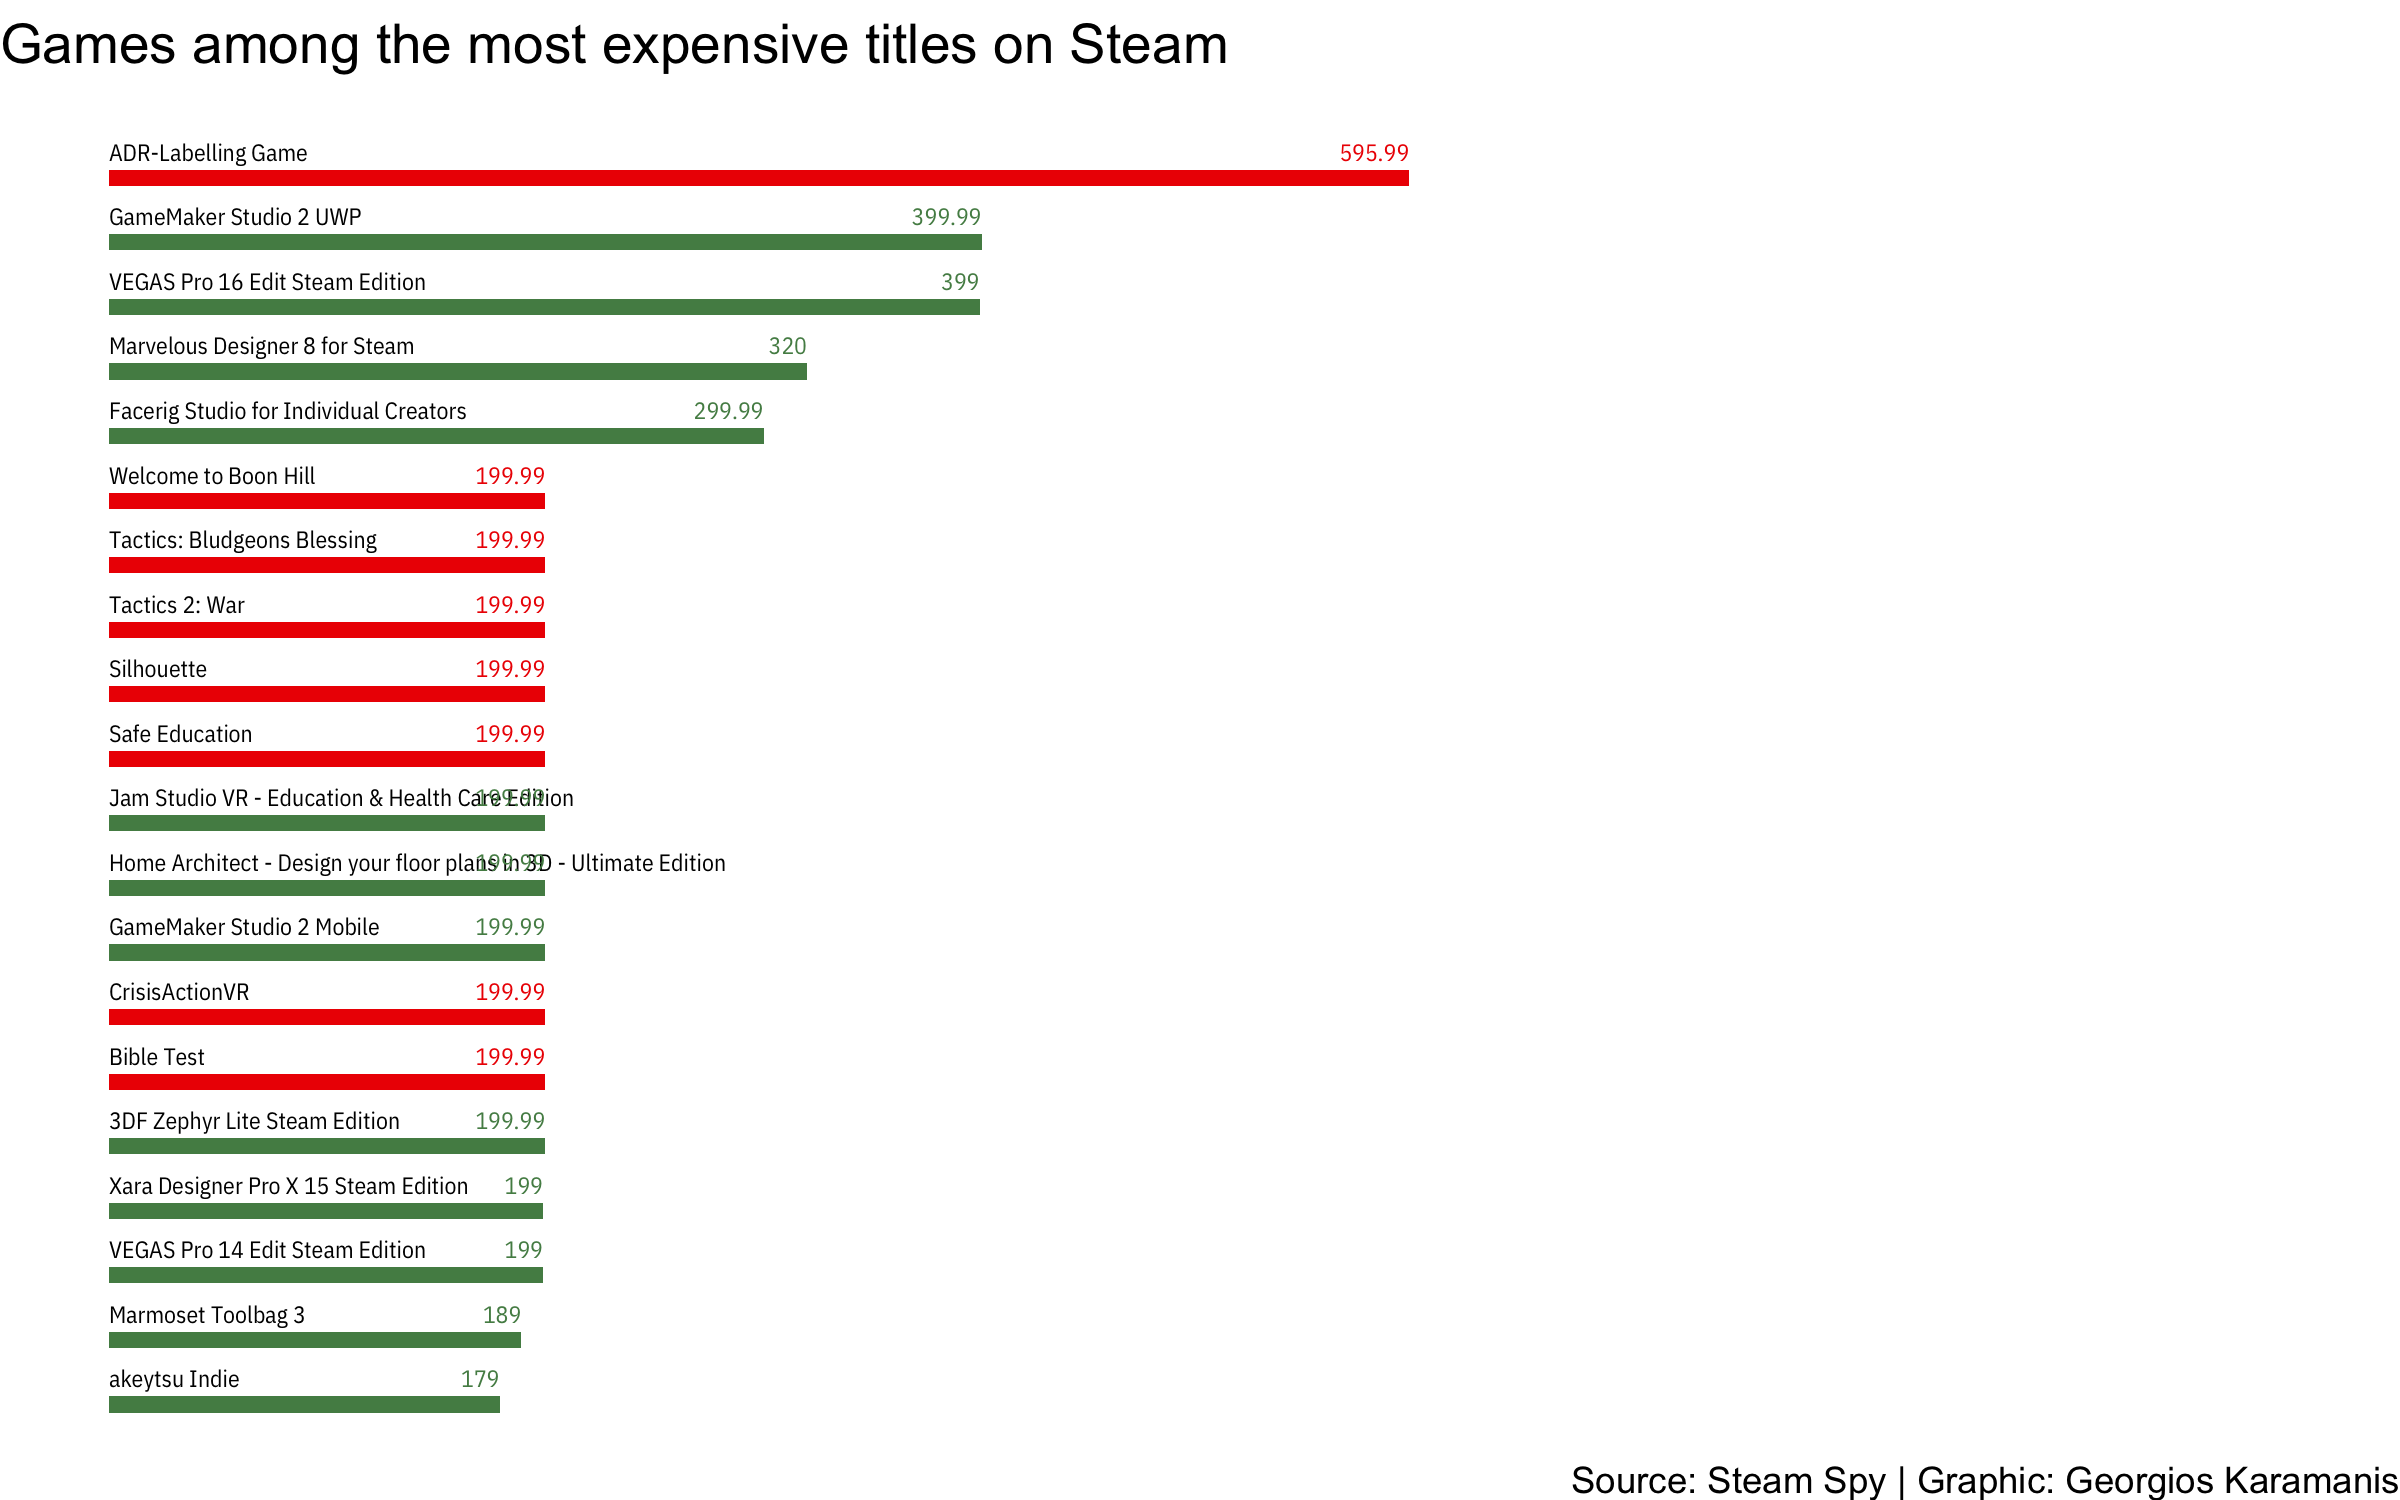 Games among the most expensive titles on Steam
ADR-Labelling Game 595.99
GameMaker Studio 2 UWP 399.99
VEGAS Pro 16 Edit Steam Edition 399
Marvelous Designer 8 for Steam 320
Facerig Studio for Individual Creators 299.99
Welcome to Boon Hill 199.99
Tactics: Bludgeons Blessing 199.99
Tactics 2: War 199.99
Silhouette 199.99
Safe Education 199.99
Jam Studio VR - Education & Health Care Edition 199.99
Home Architect - Design your floor plans in 3D - Ultimate Edition 199.99
GameMaker Studio 2 Mobile 199.99
CrisisActionVR 199.99
Bible Test 199.99
3DF Zephyr Lite Steam Edition 199.99
Xara Designer Pro X 15 Steam Edition 199
VEGAS Pro 14 Edit Steam Edition 199
Marmoset Toolbag 3 189
akeytsu Indie 179
Source: Steam Spy | Graphic: Georgios Karamanis